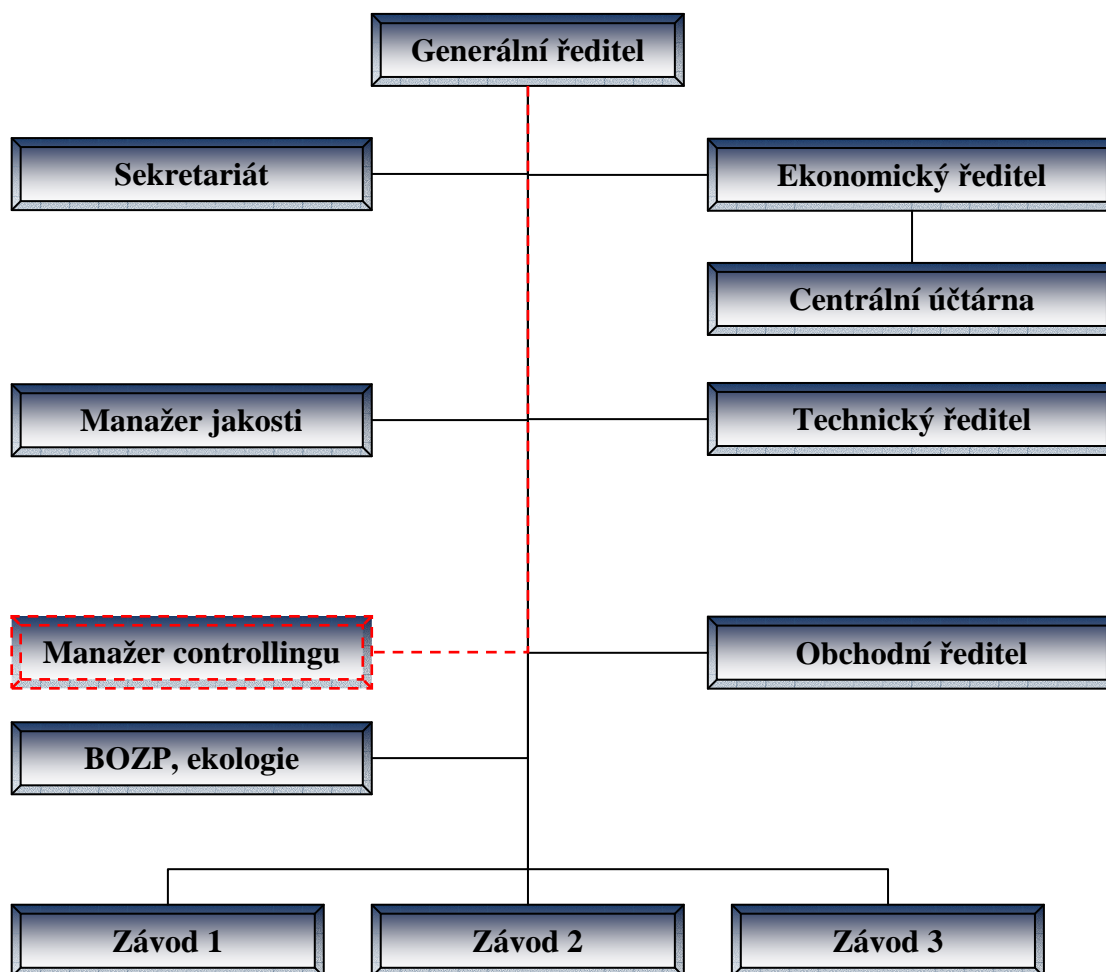 Generální ředitel
Sekretariát
Ekonomický ředitel
Centrální účtárna
Manažer jakosti
Technický ředitel
Manažer controllingu
Obchodní ředitel
BOZP, ekologie
Závod 1
Závod 2
Závod 3